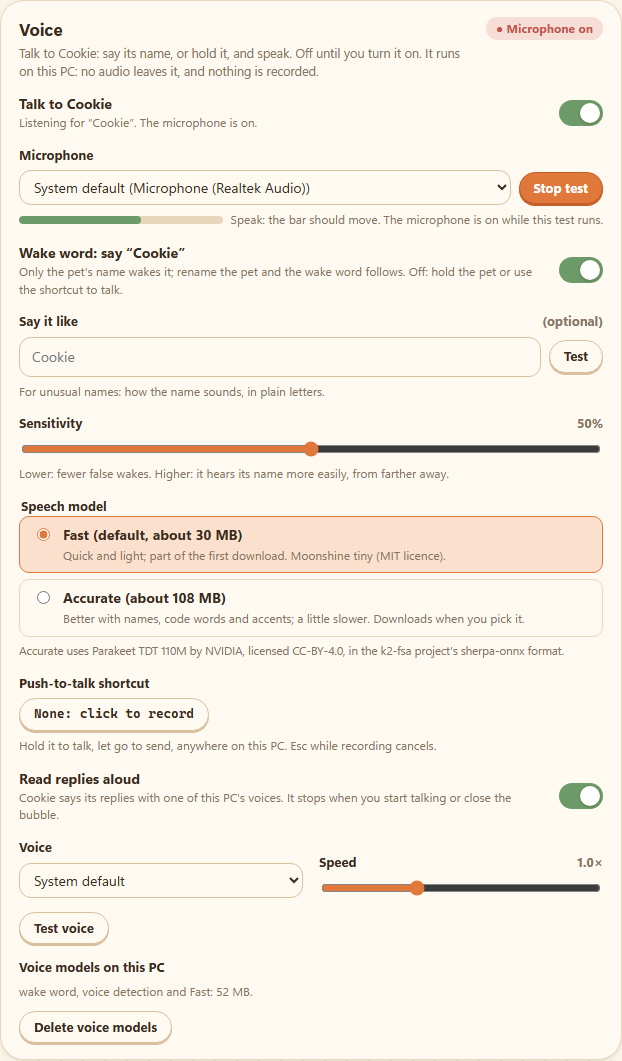 Voice
• Microphone on
Talk to Cookie: say its name, or hold it, and speak. Off until you turn it on. It runs
on this PC: no audio leaves it, and nothing is recorded.
Talk to Cookie
Listening for “Cookie”. The microphone is on.
Microphone
System default (Microphone (Realtek Audio))
Stop test
Speak: the bar should move. The microphone is on while this test runs.
Wake word: say “Cookie”
Only the pet's name wakes it; rename the pet and the wake word follows. Off: hold the pet or use
the shortcut to talk.
Say it like
(optional)
Cookie
Test
For unusual names: how the name sounds, in plain letters.
Sensitivity
50%
Lower: fewer false wakes. Higher: it hears its name more easily, from farther away.
Speech model
Fast (default, about 30 MB)
Quick and light; part of the first download. Moonshine tiny (MIT licence).
Accurate (about 108 MB)
Better with names, code words and accents; a little slower. Downloads when you pick it.
Accurate uses Parakeet TDT 110M by NVIDIA, licensed CC-BY-4.0, in the k2-fsa project's sherpa-onnx format.
Push-to-talk shortcut
None: click to record
Hold it to talk, let go to send, anywhere on this PC. Esc while recording cancels.
Read replies aloud
Cookie says its replies with one of this PC's voices. It stops when you start talking or close the
bubble.
Voice
System default
Speed
1.0×
Test voice
Voice models on this PC
wake word, voice detection and Fast: 52 MB.
Delete voice models